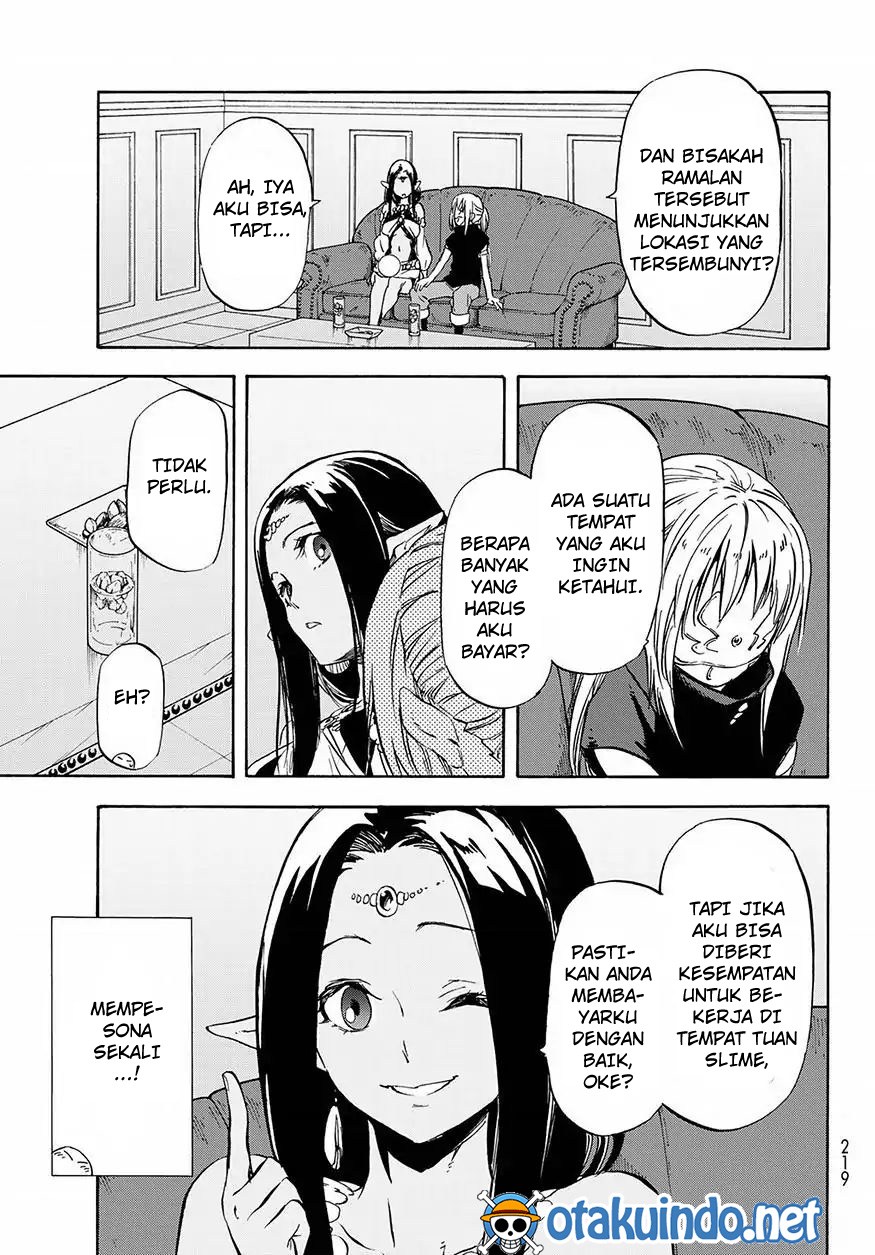 DAN BISAKAH
RAMALAN
TERSEBUT
MENUNJUKKAN
LOKASI YANG
TERSEMBUNYI?
AH, IYA
AKU BISA,
TAPI...
ADA SUATU
TEMPAT
YANG AKU
INGIN
KETAHUI.
BERAPA
BANYAK
YANG
HARUS
AKU
BAYAR?
TIDAK
PERLU.
EH?
TAPI JIKA
AKU BISA
DIBERI
KESEMPATAN
UNTUK BE-
KERJA DI
TEMPAT TUAN
SLIME,
PASTI-
KAN ANDA
MEMBA-
YARKU
DENGAN
BAIK,
OKE?
MEMPE-
SONA
SEKALI
...!
219
otakuindo.net